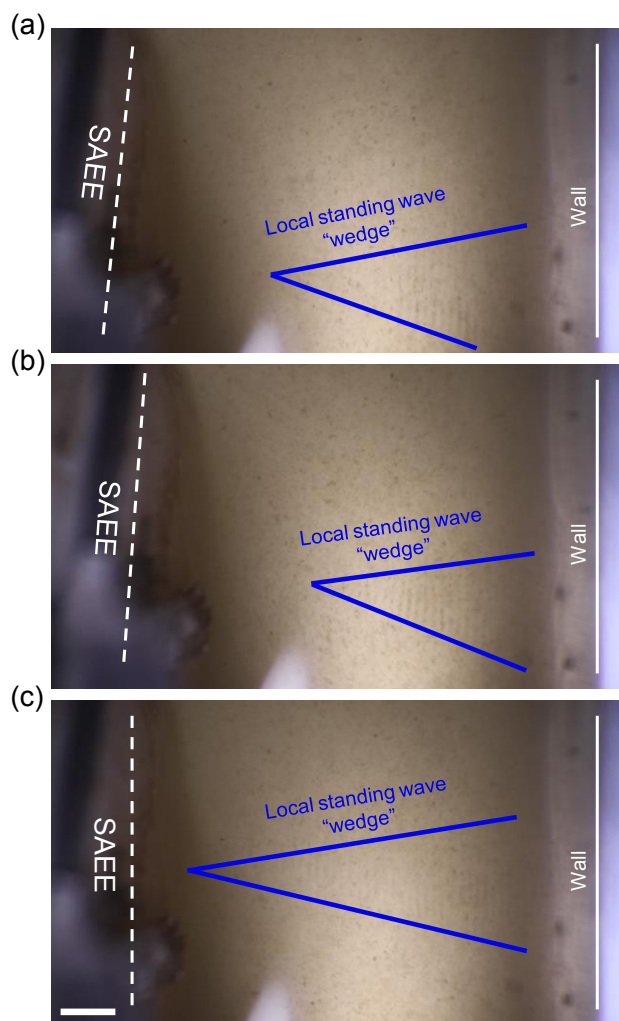 (a)
SAEE
Local standing wave
“wedge”
Wall
(b)
SAEE
Local standing wave
“wedge”
Wall
(c)
SAEE
Local standing wave
“wedge”
Wall